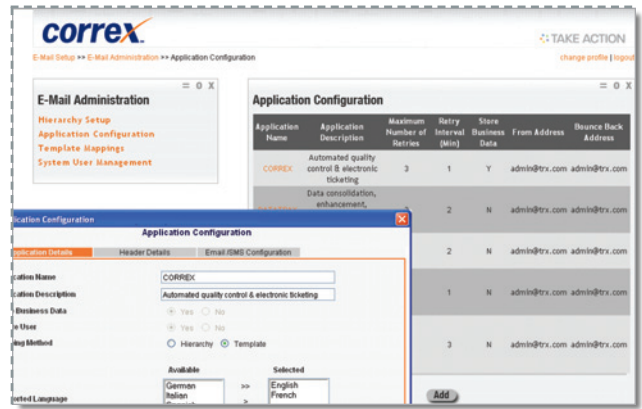 correx
TAKE ACTION
E-Mail Setup >> E-Mail Administration >> Application Configuration
change profile | logout
= 0 X
E-Mail Administration
Hierarchy Setup
Application Configuration
Template Mappings
System User Management
= 0 X
Application Configuration
Application Name Application Description Maximum Number of Retries Retry Interval (Min) Store Business Data From Address Bounce Back Address
CORREX Automated quality control & electronic ticketing 3 1 Y admin@trx.com admin@trx.com
Data consolidation, enhancement, 2 N admin@trx.com admin@trx.com
2 N admin@trx.com admin@trx.com
1 N admin@trx.com admin@trx.com
3 N admin@trx.com admin@trx.com
Add
lication Configuration
Application Configuration
pplication Details Header Details Email /SMS Configuration
cation Name CORREX
cation Description Automated quality control & electronic ticketing
Business Data Yes No
e User Yes No
ing Method Hierarchy Template
Available Selected
German >> English
Italian > French
orted Language